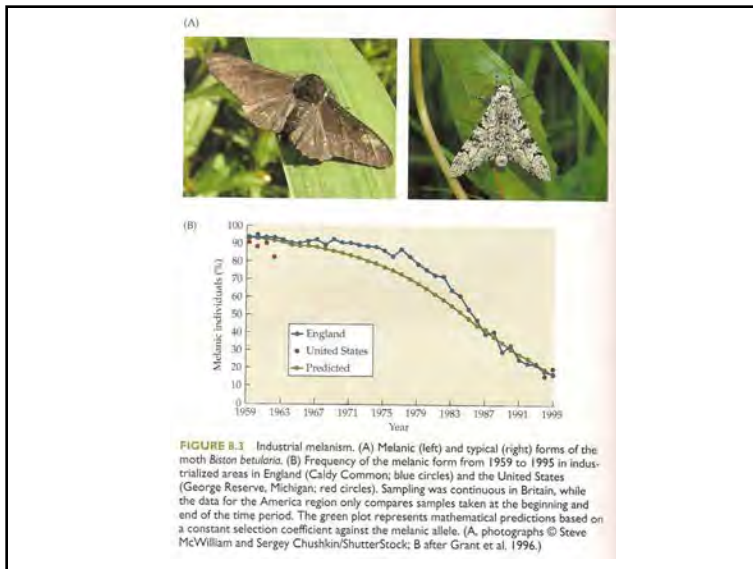 (A)
(B)
100
90
80
70
60
50
40
30
20
10
0
Melanic individuals (%)
England
United States
Predicted
1959 1963 1967 1971 1975 1979 1983 1987 1991 1995
Year
FIGURE 8.3 Industrial melanism. (A) Melanic (left) and typical (right) forms of the
moth Biston betularia. (B) Frequency of the melanic form from 1959 to 1995 in indus-
trialized areas in England (Caldy Common; blue circles) and the United States
(George Reserve, Michigan; red circles). Sampling was continuous in Britain, while
the data for the America region only compares samples taken at the beginning and
end of the time period. The green plot represents mathematical predictions based on
a constant selection coefficient against the melanic allele. (A, photographs © Steve
McWilliam and Sergey Chushkin/ShutterStock; B after Grant et al. 1996.)